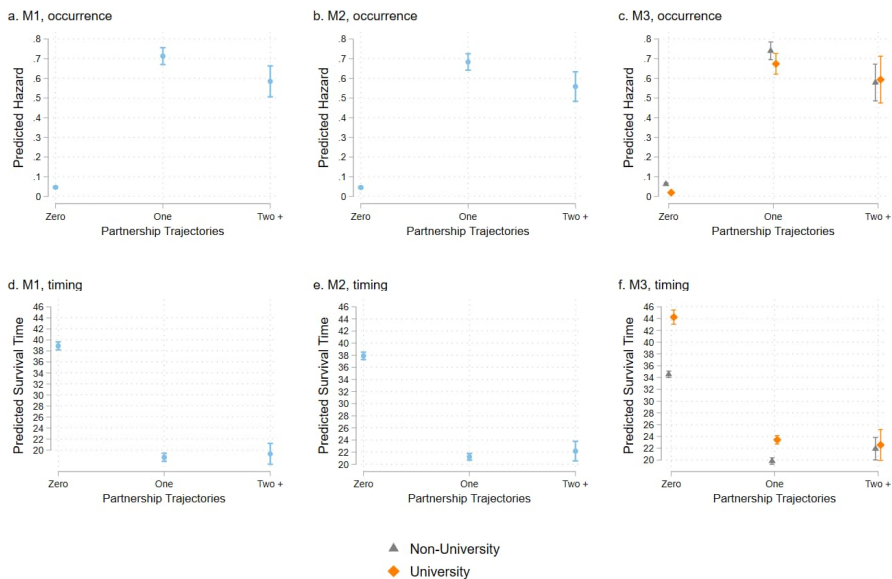 a. M1, occurrence
Predicted Hazard
.8
.7
.6
.5
.4
.3
.2
.1
0
Zero One Two +
Partnership Trajectories
b. M2, occurrence
Predicted Hazard
.8
.7
.6
.5
.4
.3
.2
.1
0
Zero One Two +
Partnership Trajectories
c. M3, occurrence
Predicted Hazard
.8
.7
.6
.5
.4
.3
.2
.1
0
Zero One Two +
Partnership Trajectories
d. M1, timing
Predicted Survival Time
46
44
42
40
38
36
34
32
30
28
26
24
22
20
Zero One Two +
Partnership Trajectories
e. M2, timing
Predicted Survival Time
46
44
42
40
38
36
34
32
30
28
26
24
22
20
Zero One Two +
Partnership Trajectories
f. M3, timing
Predicted Survival Time
46
44
42
40
38
36
34
32
30
28
26
24
22
20
Zero One Two +
Partnership Trajectories
Non-University
University